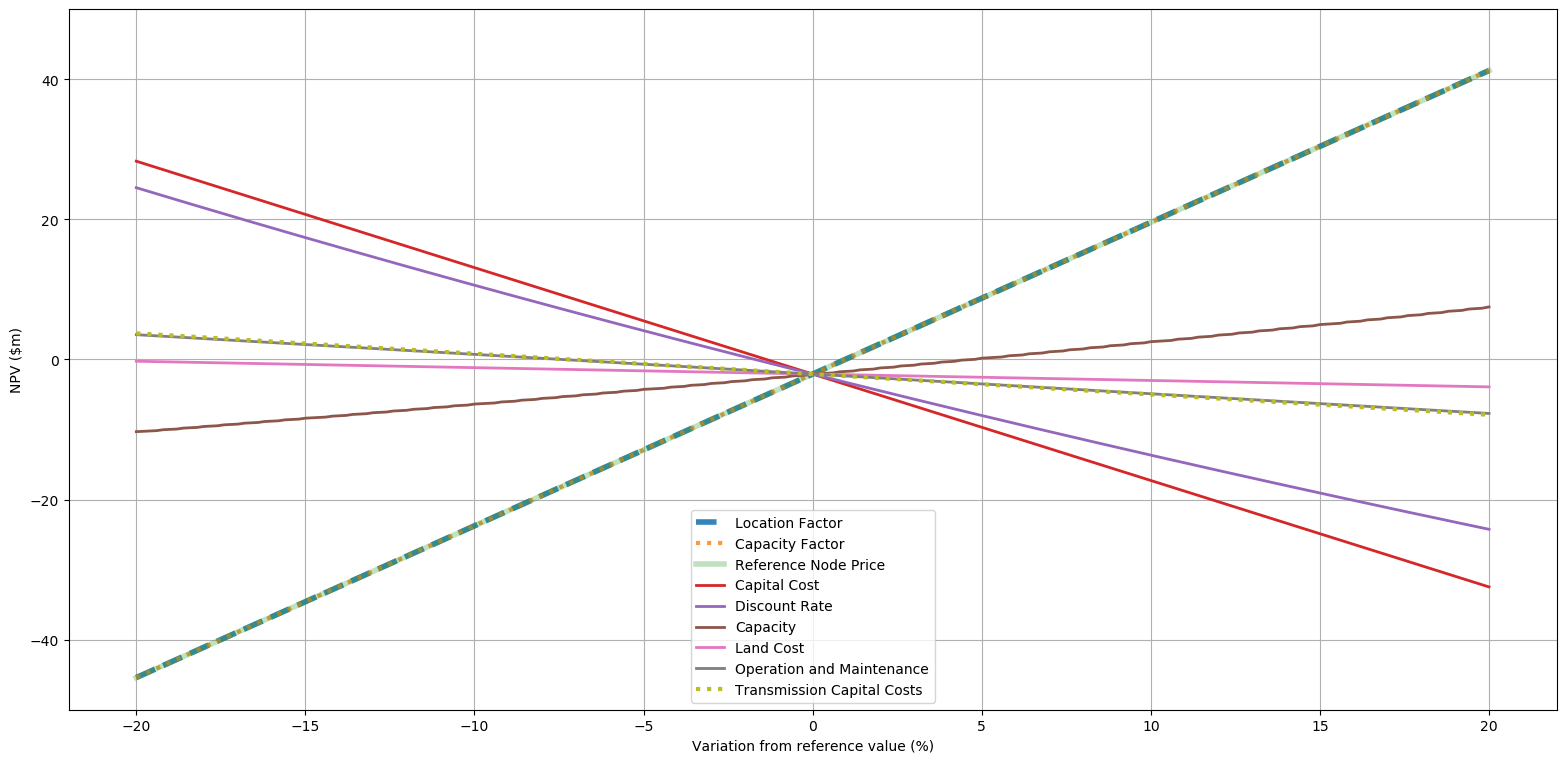 40
20
0
−20
−40
NPV ($m)
Location Factor
Capacity Factor
Reference Node Price
Capital Cost
Discount Rate
Capacity
Land Cost
Operation and Maintenance
Transmission Capital Costs
−20 −15 −10 −5 0 5 10 15 20
Variation from reference value (%)